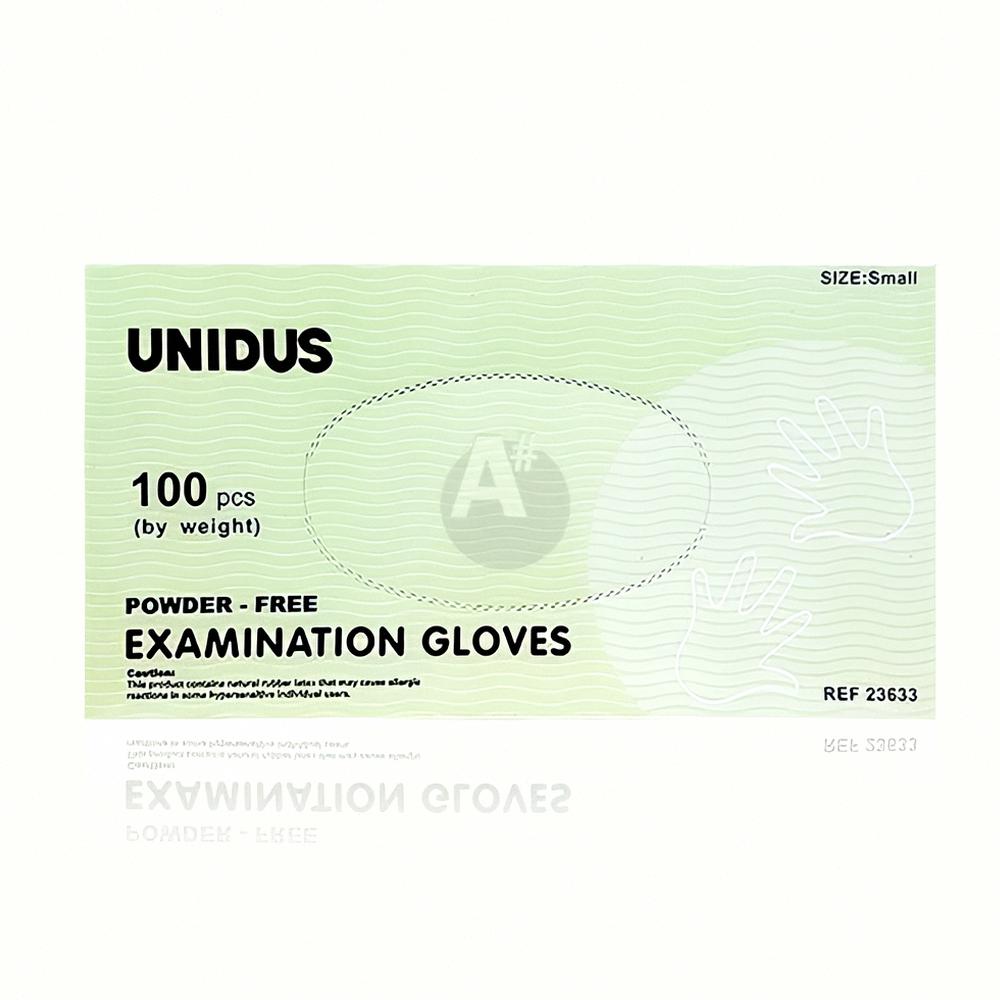 SIZE:Small
UNIDUS
A#
100 pcs
(by weight)
POWDER - FREE
EXAMINATION GLOVES
Caution:
This product contains natural rubber latex that may cause allergic
reactions in some hypersensitive individual users.
REF 23633